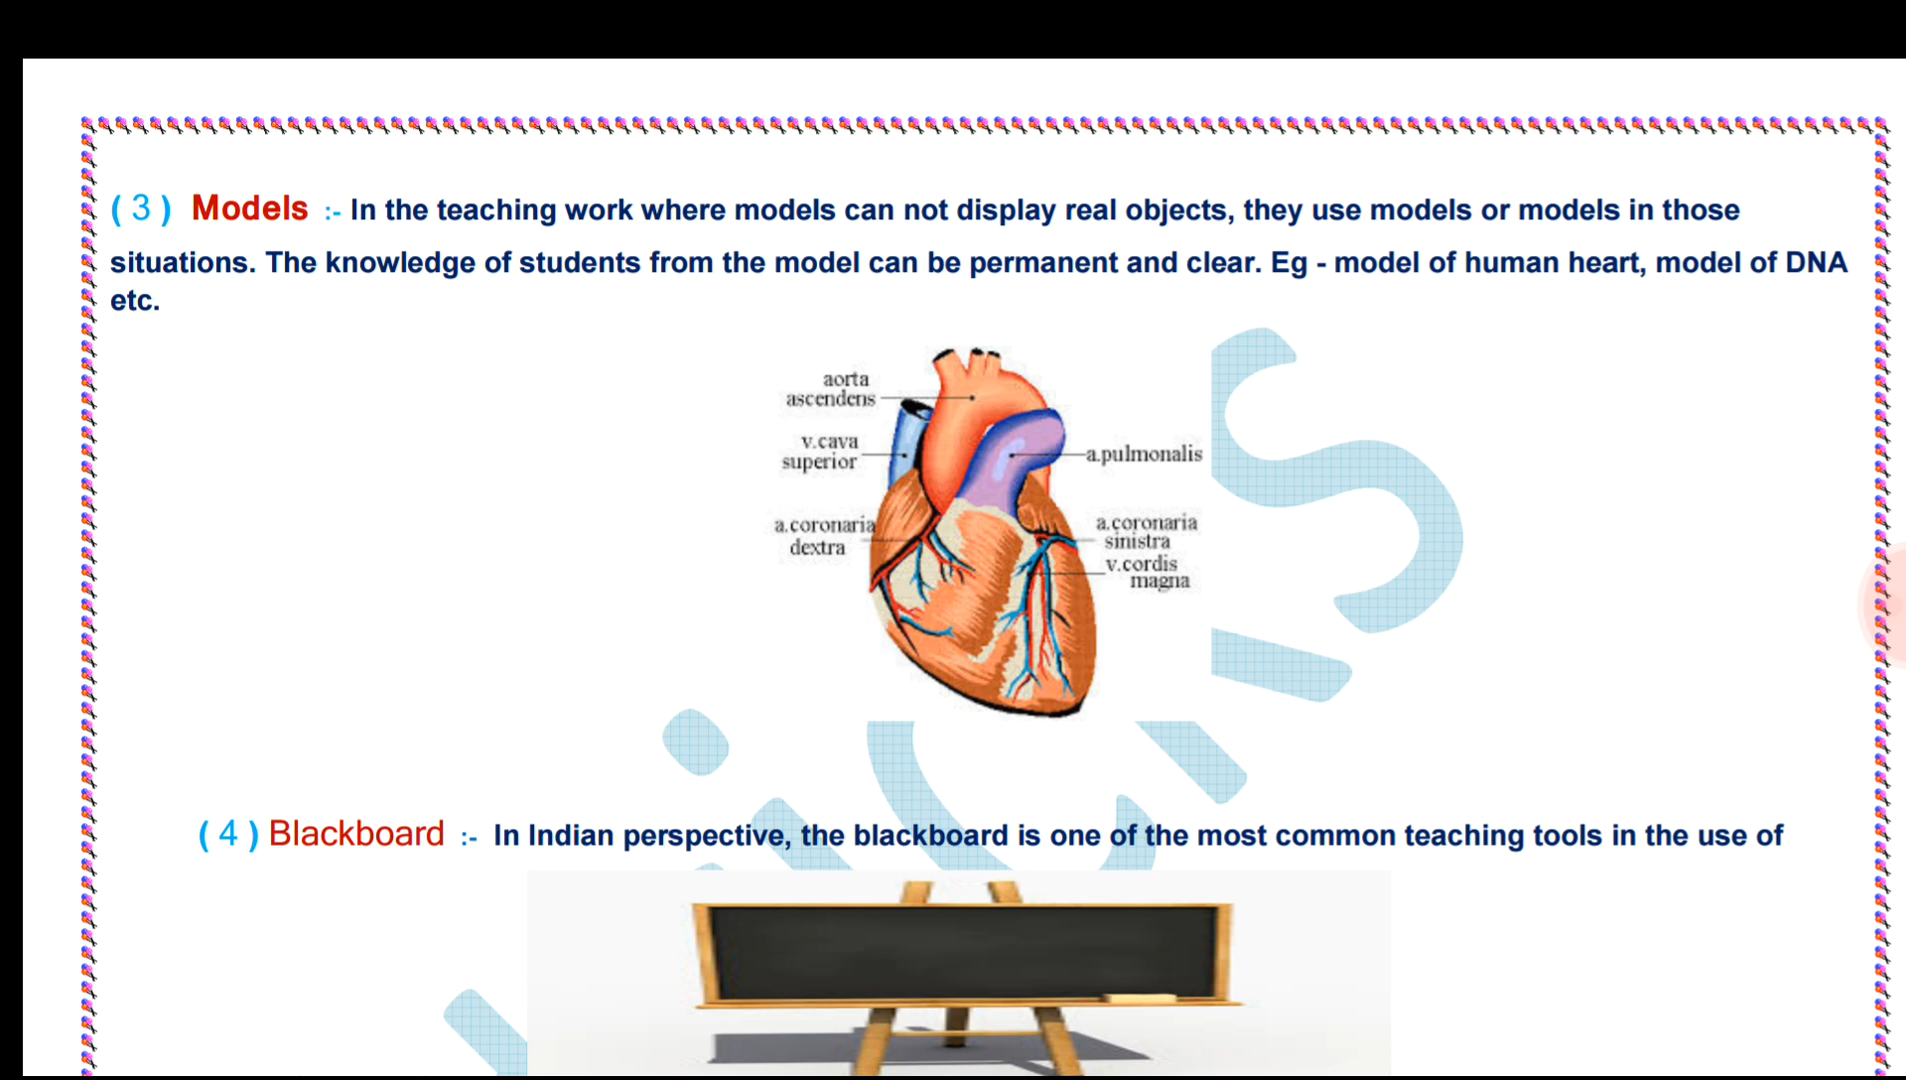 ( 3 ) Models :- In the teaching work where models can not display real objects, they use models or models in those
situations. The knowledge of students from the model can be permanent and clear. Eg - model of human heart, model of DNA
etc.
aorta
ascendens
v.cava
superior
a.pulmonalis
a.coronaria
dextra
a.coronaria
sinistra
v.cordis
magna
( 4 ) Blackboard :- In Indian perspective, the blackboard is one of the most common teaching tools in the use of